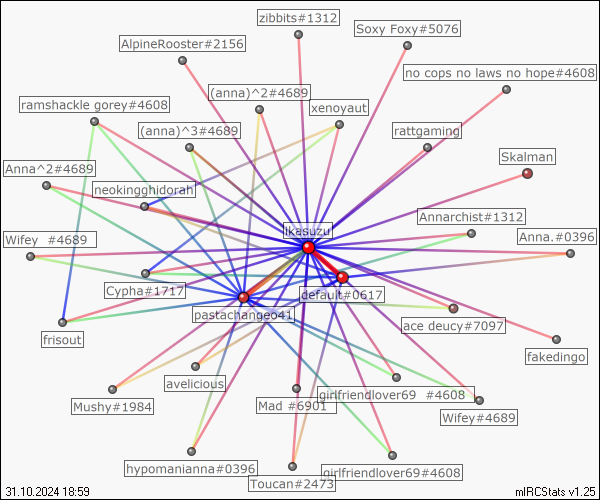 zibbits#1312
Soxy Foxy#5076
AlpineRooster#2156
no cops no laws no hope#4608
(anna)^2#4689
ramshackle gorey#4608
xenoyaut
(anna)^3#4689
rattgaming
Skalman
Anna^2#4689
neokingghidorah
Annarchist#1312
Ikasuzu
Anna.#0396
Wifey #4689
Cypha#1717
default#0617
pastachangeo41
ace deucy#7097
frisout
fakedingo
avelicious
girlfriendlover69 #4608
Mushy#1984
Mad #6901
Wifey#4689
hypomanianna#0396
girlfriendlover69#4608
Toucan#2473
31.10.2024 18:59
mIRCStats v1.25